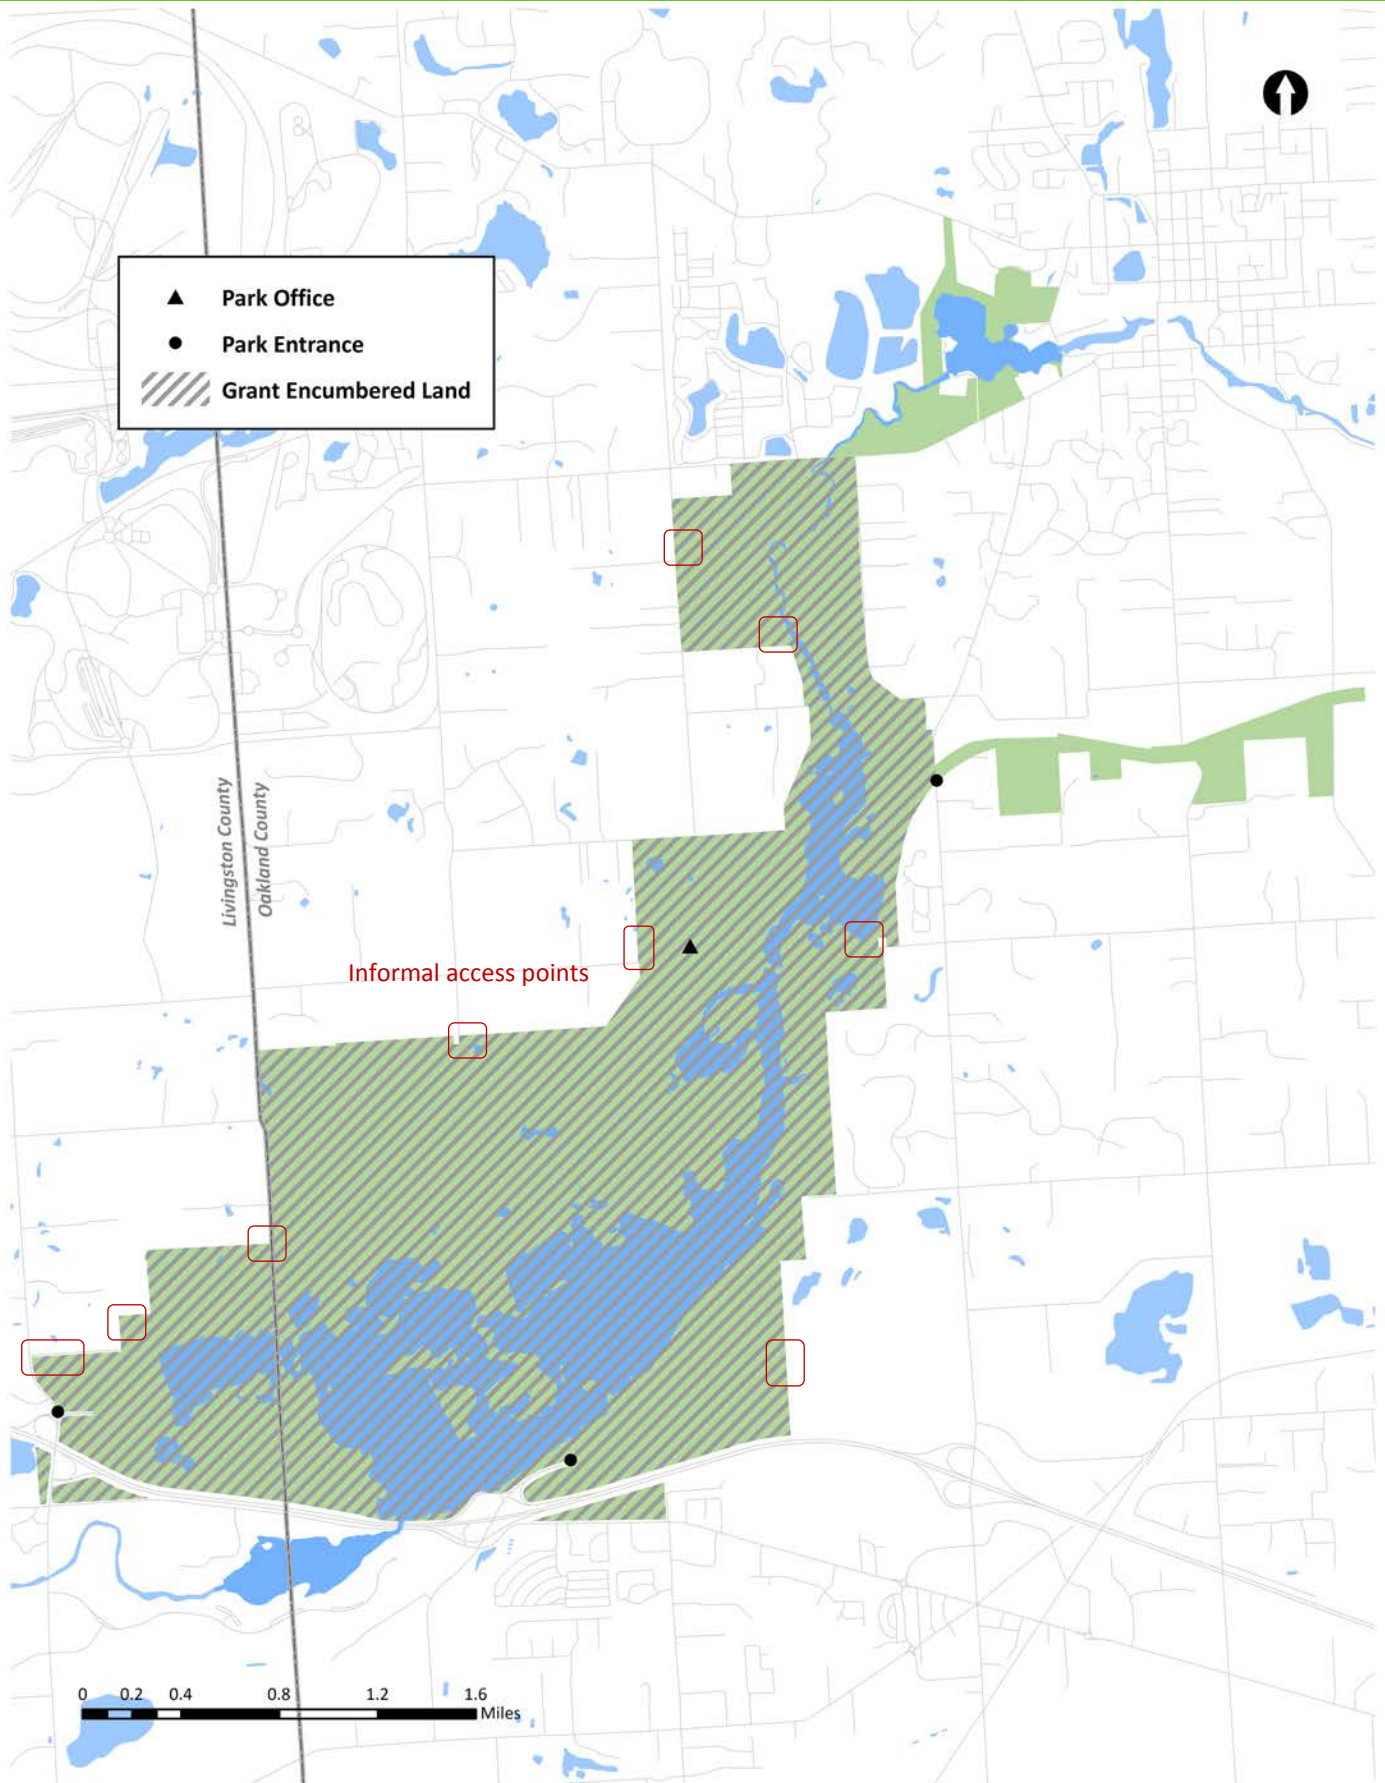 Park Office
Park Entrance
Grant Encumbered Land
Livingston County
Oakland County
Informal access points
0 0.2 0.4 0.8 1.2 1.6
Miles